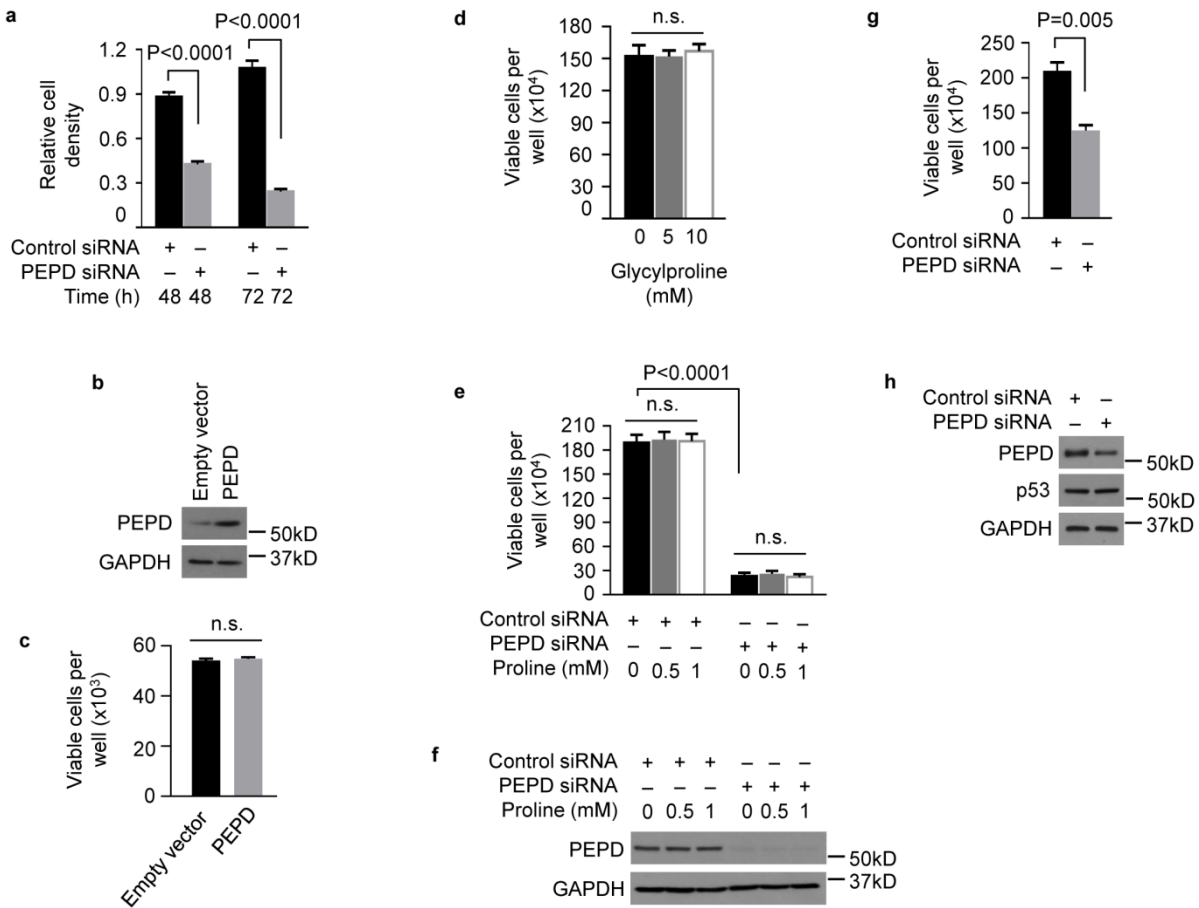 a
P<0.0001
P<0.0001
1.2
0.9
0.6
0.3
0
Relative cell
density
Control siRNA + – + –
PEPD siRNA – + – +
Time (h) 48 48 72 72
b
Empty vector
PEPD
PEPD
50kD
GAPDH
37kD
c
n.s.
60
40
20
0
Viable cells per
well (x10³)
Empty vector
PEPD
d
n.s.
180
150
120
90
60
30
0
Viable cells per
well (x10⁴)
0 5 10
Glycylproline
(mM)
e
P<0.0001
n.s.
n.s.
210
180
150
120
90
60
30
0
Viable cells per
well (x10⁴)
Control siRNA + + + – – –
PEPD siRNA – – – + + +
Proline (mM) 0 0.5 1 0 0.5 1
f
Control siRNA + + + – – –
PEPD siRNA – – – + + +
Proline (mM) 0 0.5 1 0 0.5 1
PEPD
50kD
GAPDH
37kD
g
P=0.005
250
200
150
100
50
0
Viable cells per
well (x10⁴)
Control siRNA + –
PEPD siRNA – +
h
Control siRNA + –
PEPD siRNA – +
PEPD
50kD
p53
50kD
GAPDH
37kD